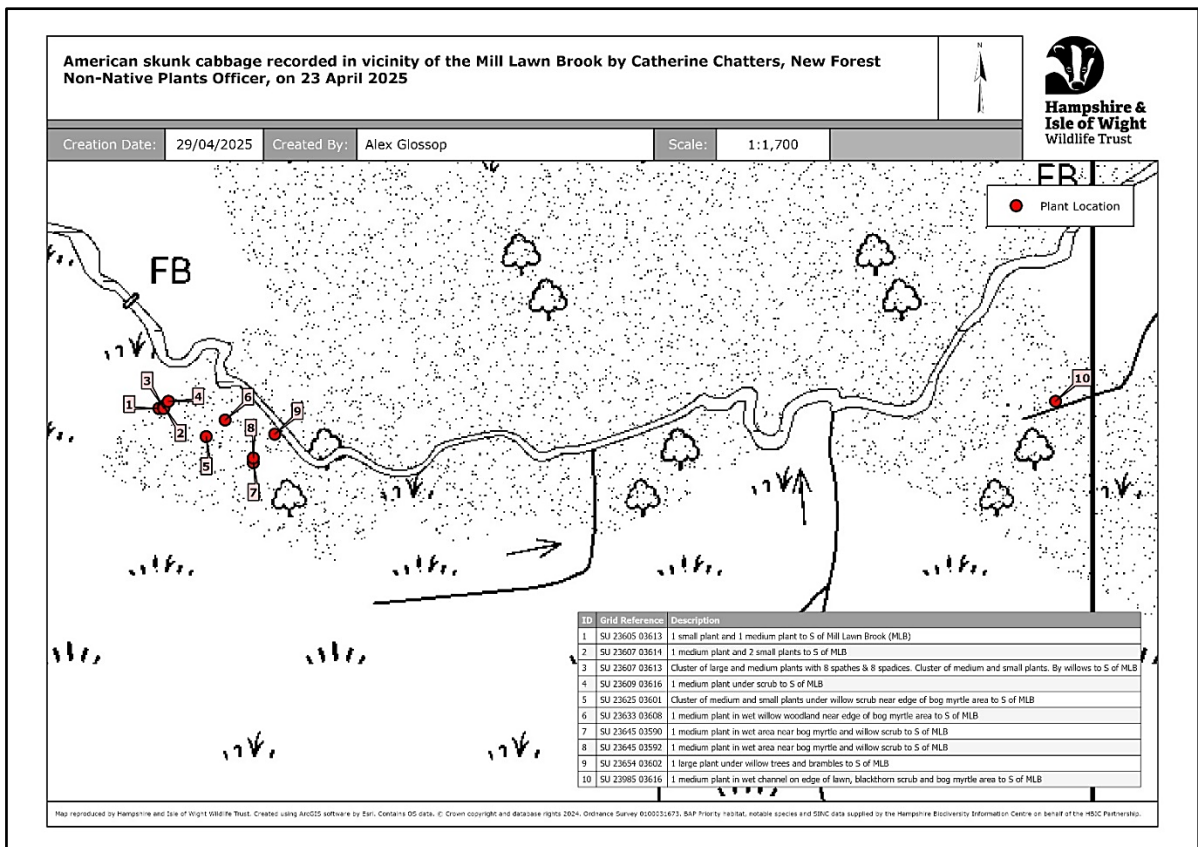 American skunk cabbage recorded in vicinity of the Mill Lawn Brook by Catherine Chatters, New Forest
Non-Native Plants Officer, on 23 April 2025
N
Hampshire &
Isle of Wight
Wildlife Trust
Creation Date: 29/04/2025 Created By: Alex Glossop Scale: 1:1,700
FB
Plant Location
FB
3
4
1
2
6
9
8
5
7
10
ID Grid Reference Description
1 SU 23605 03613 1 small plant and 1 medium plant to S of Mill Lawn Brook (MLB)
2 SU 23607 03614 1 medium plant and 2 small plants to S of MLB
3 SU 23607 03613 Cluster of large and medium plants with 8 spathes & 8 spadices. Cluster of medium and small plants. By willows to S of MLB
4 SU 23609 03616 1 medium plant under scrub to S of MLB
5 SU 23625 03601 Cluster of medium and small plants under willow scrub near edge of bog myrtle area to S of MLB
6 SU 23633 03608 1 medium plant in wet willow woodland near edge of bog myrtle area to S of MLB
7 SU 23645 03590 1 medium plant in wet area near bog myrtle and willow scrub to S of MLB
8 SU 23645 03592 1 medium plant in wet area near bog myrtle and willow scrub to S of MLB
9 SU 23654 03602 1 large plant under willow trees and brambles to S of MLB
10 SU 23985 03616 1 medium plant in wet channel on edge of lawn, blackthorn scrub and bog myrtle area to S of MLB
Map reproduced by Hampshire and Isle of Wight Wildlife Trust. Created using ArcGIS software by Esri. Contains OS data. © Crown copyright and database rights 2024. Ordnance Survey 0100031673. BAP Priority habitat, notable species and SINC data supplied by the Hampshire Biodiversity Information Centre on behalf of the HBIC Partnership.